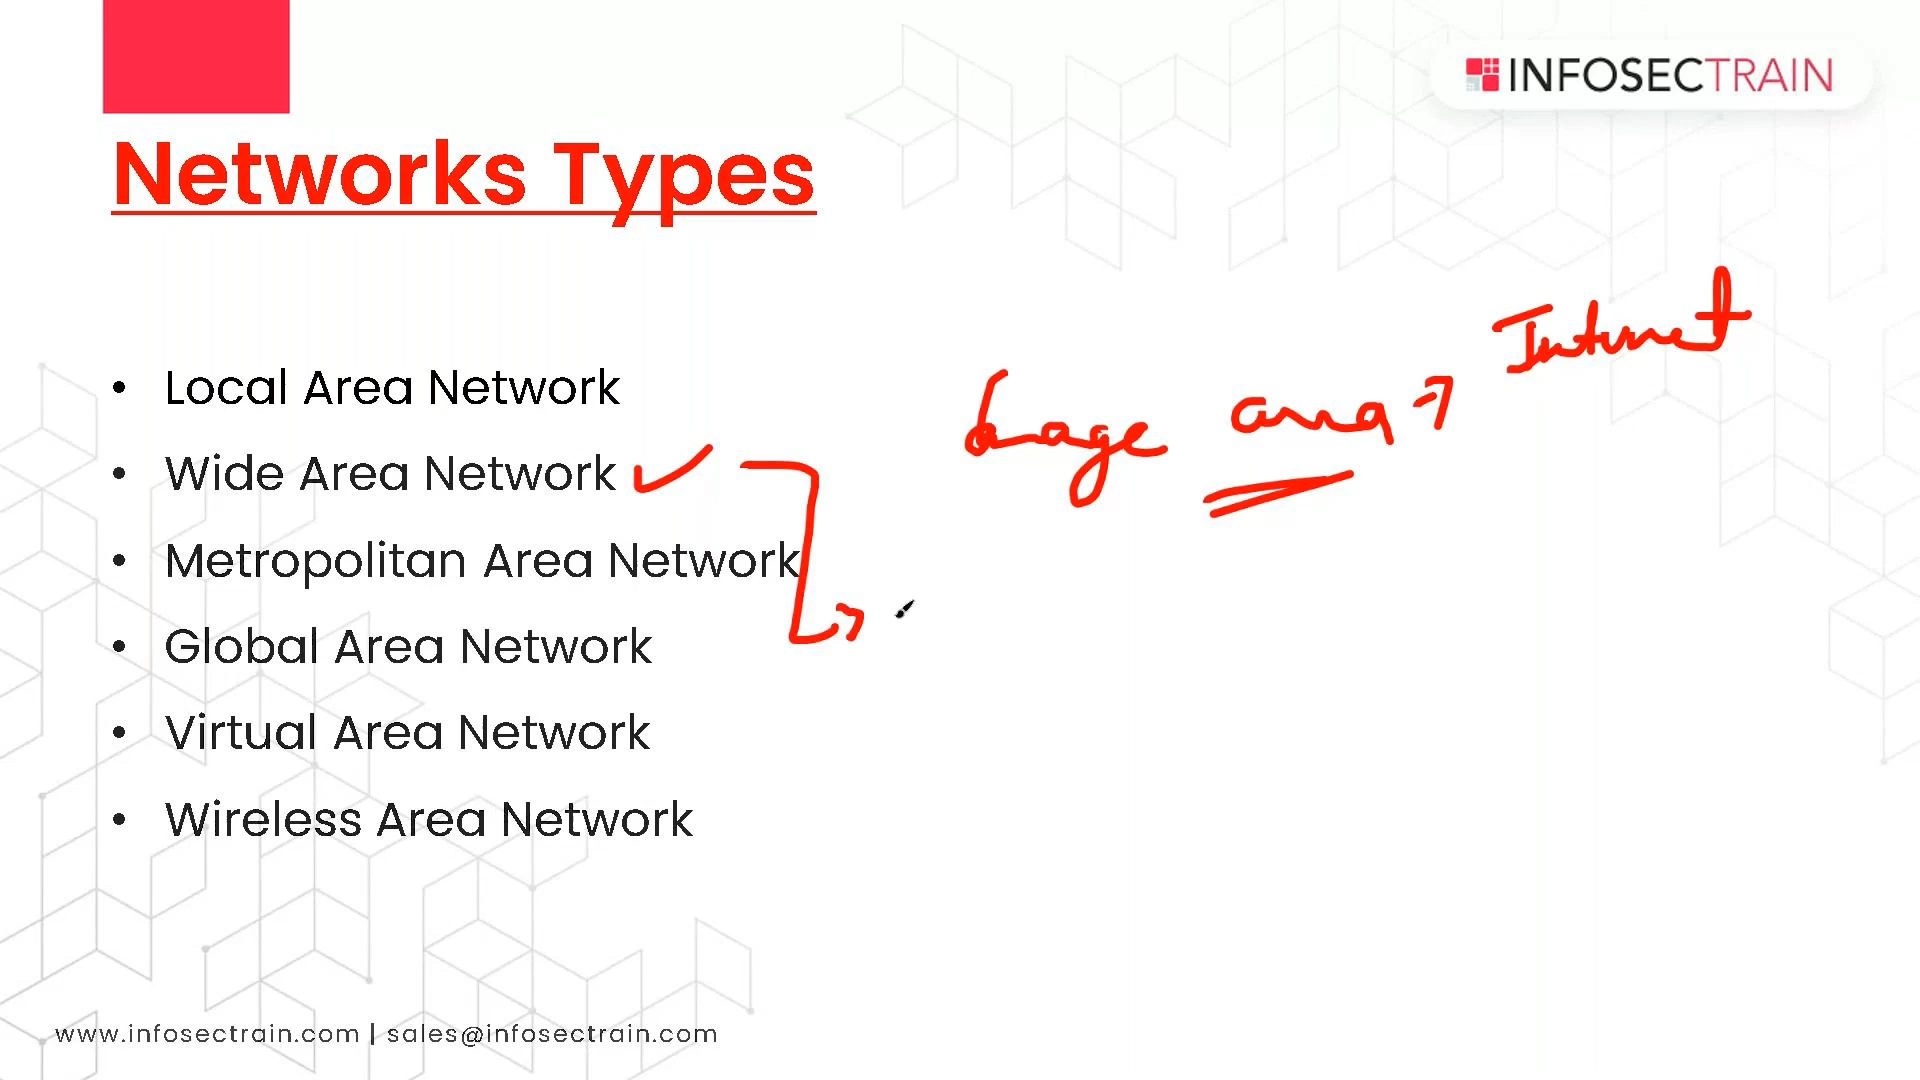 INFOSECTRAIN
Networks Types
Large area → Internet
• Local Area Network
• Wide Area Network ✓
• Metropolitan Area Network
• Global Area Network
• Virtual Area Network
• Wireless Area Network
www.infosectrain.com | sales@infosectrain.com